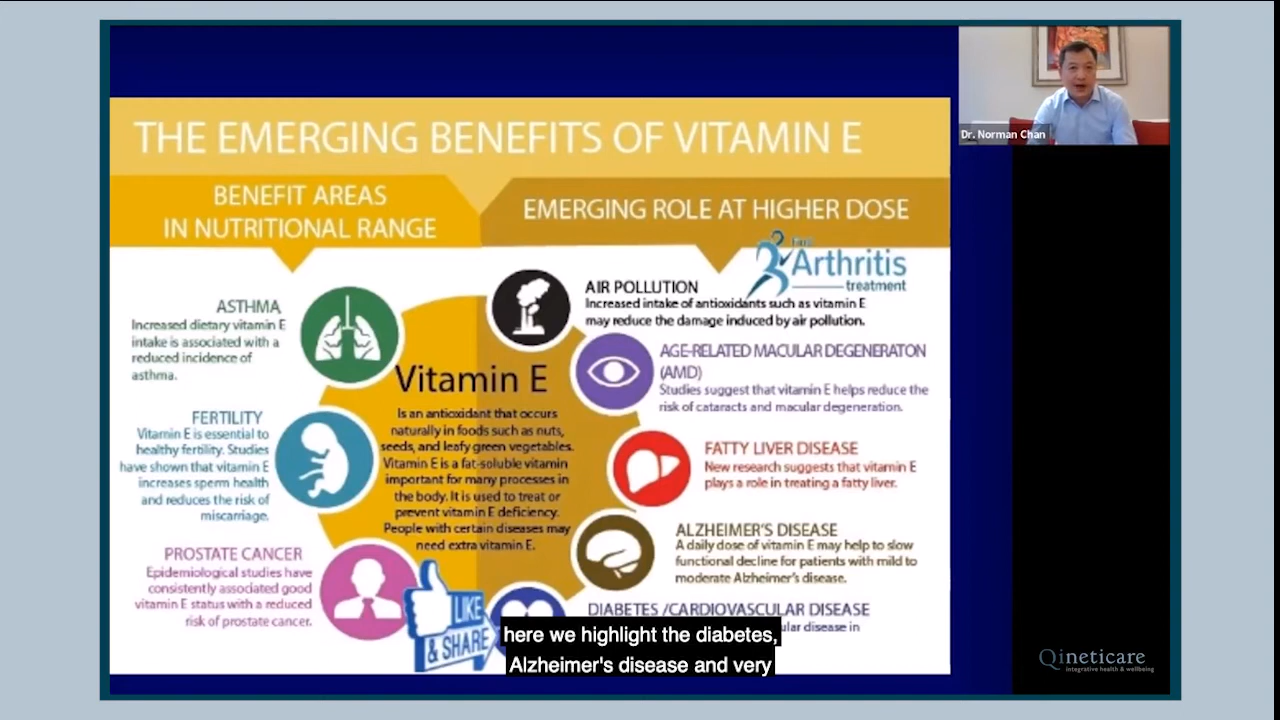 THE EMERGING BENEFITS OF VITAMIN E
BENEFIT AREAS
IN NUTRITIONAL RANGE
EMERGING ROLE AT HIGHER DOSE
Dr. Norman Chan
Arthritis
treatment
ASTHMA
Increased dietary vitamin E
intake is associated with a
reduced incidence of
asthma.
FERTILITY
Vitamin E is essential to
healthy fertility. Studies
have shown that vitamin E
increases sperm health
and reduces the risk of
miscarriage.
PROSTATE CANCER
Epidemiological studies have
consistently associated good
vitamin E status with a reduced
risk of prostate cancer.
Vitamin E
Is an antioxidant that occurs
naturally in foods such as nuts,
seeds, and leafy green vegetables.
Vitamin E is a fat-soluble vitamin
important for many processes in
the body. It is used to treat or
prevent vitamin E deficiency.
People with certain diseases may
need extra vitamin E.
AIR POLLUTION
Increased intake of antioxidants such as vitamin E
may reduce the damage induced by air pollution.
AGE-RELATED MACULAR DEGENERATON
(AMD)
Studies suggest that vitamin E helps reduce the
risk of cataracts and macular degeneration.
FATTY LIVER DISEASE
New research suggests that vitamin E
plays a role in treating a fatty liver.
ALZHEIMER'S DISEASE
A daily dose of vitamin E may help to slow
functional decline for patients with mild to
moderate Alzheimer's disease.
DIABETES /CARDIOVASCULAR DISEASE
disease in
LIKE
& SHARE
here we highlight the diabetes,
Alzheimer's disease and very
Qineticare
integrative health & wellbeing